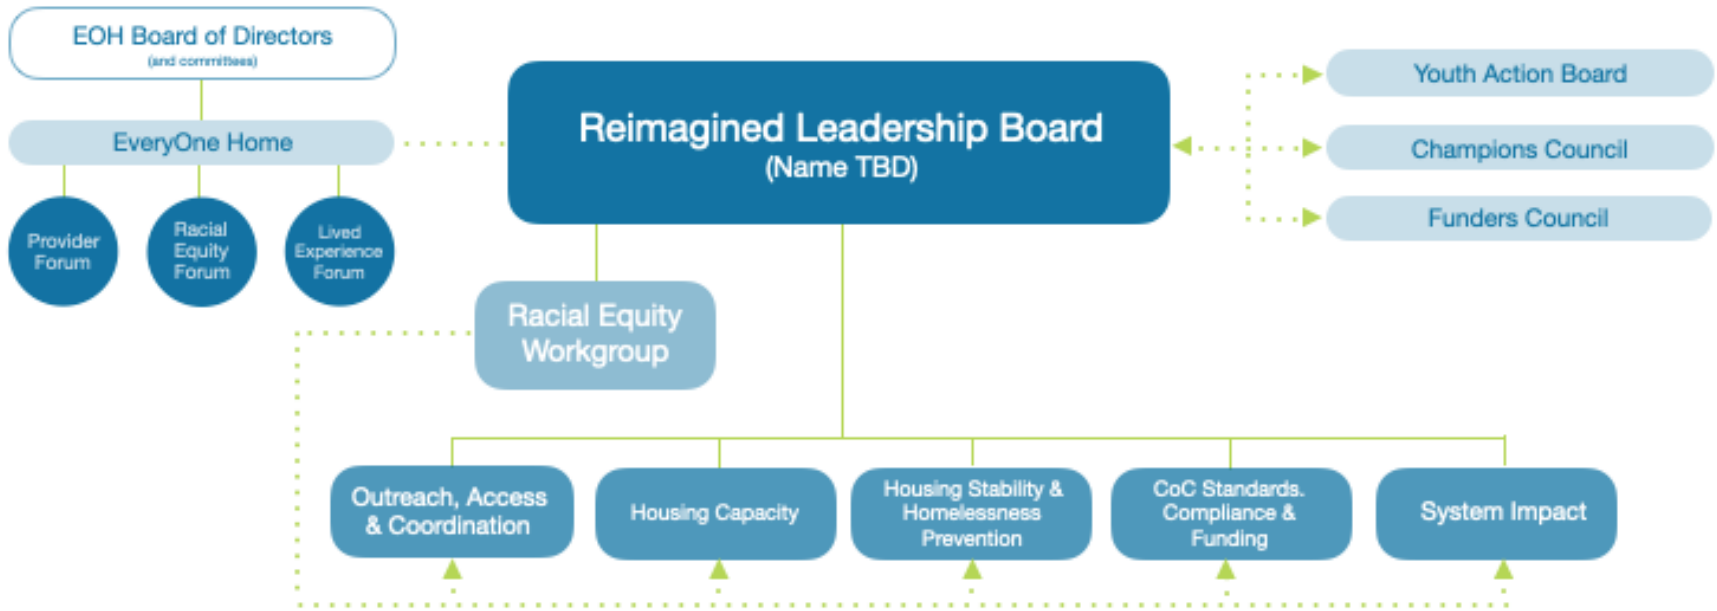 EOH Board of Directors
(and committees)
EveryOne Home
Provider
Forum
Racial
Equity
Forum
Lived
Experience
Forum
Reimagined Leadership Board
(Name TBD)
Youth Action Board
Champions Council
Funders Council
Racial Equity
Workgroup
Outreach, Access
& Coordination
Housing Capacity
Housing Stability &
Homelessness
Prevention
CoC Standards.
Compliance &
Funding
System Impact